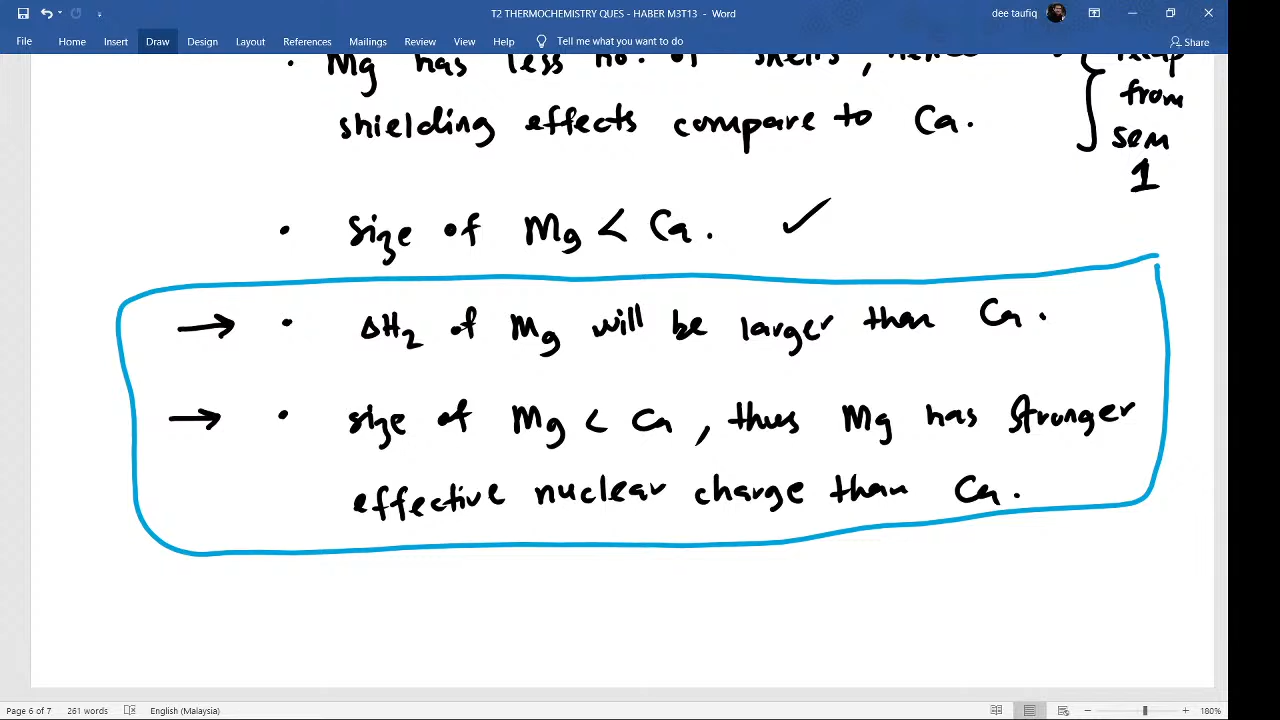 T2 THERMOCHEMISTRY QUES - HABER M3T13 - Word
dee taufiq
File Home Insert Draw Design Layout References Mailings Review View Help Tell me what you want to do Share
• Mg has less no. of shells, hence
from
shielding effects compare to Ca.
sem
1
• Size of Mg < Ca. ✓
→ • ΔH2 of Mg will be larger than Ca.
→ • size of Mg < Ca, thus Mg has stronger
effective nuclear charge than Ca.
Page 6 of 7 261 words English (Malaysia) 180%